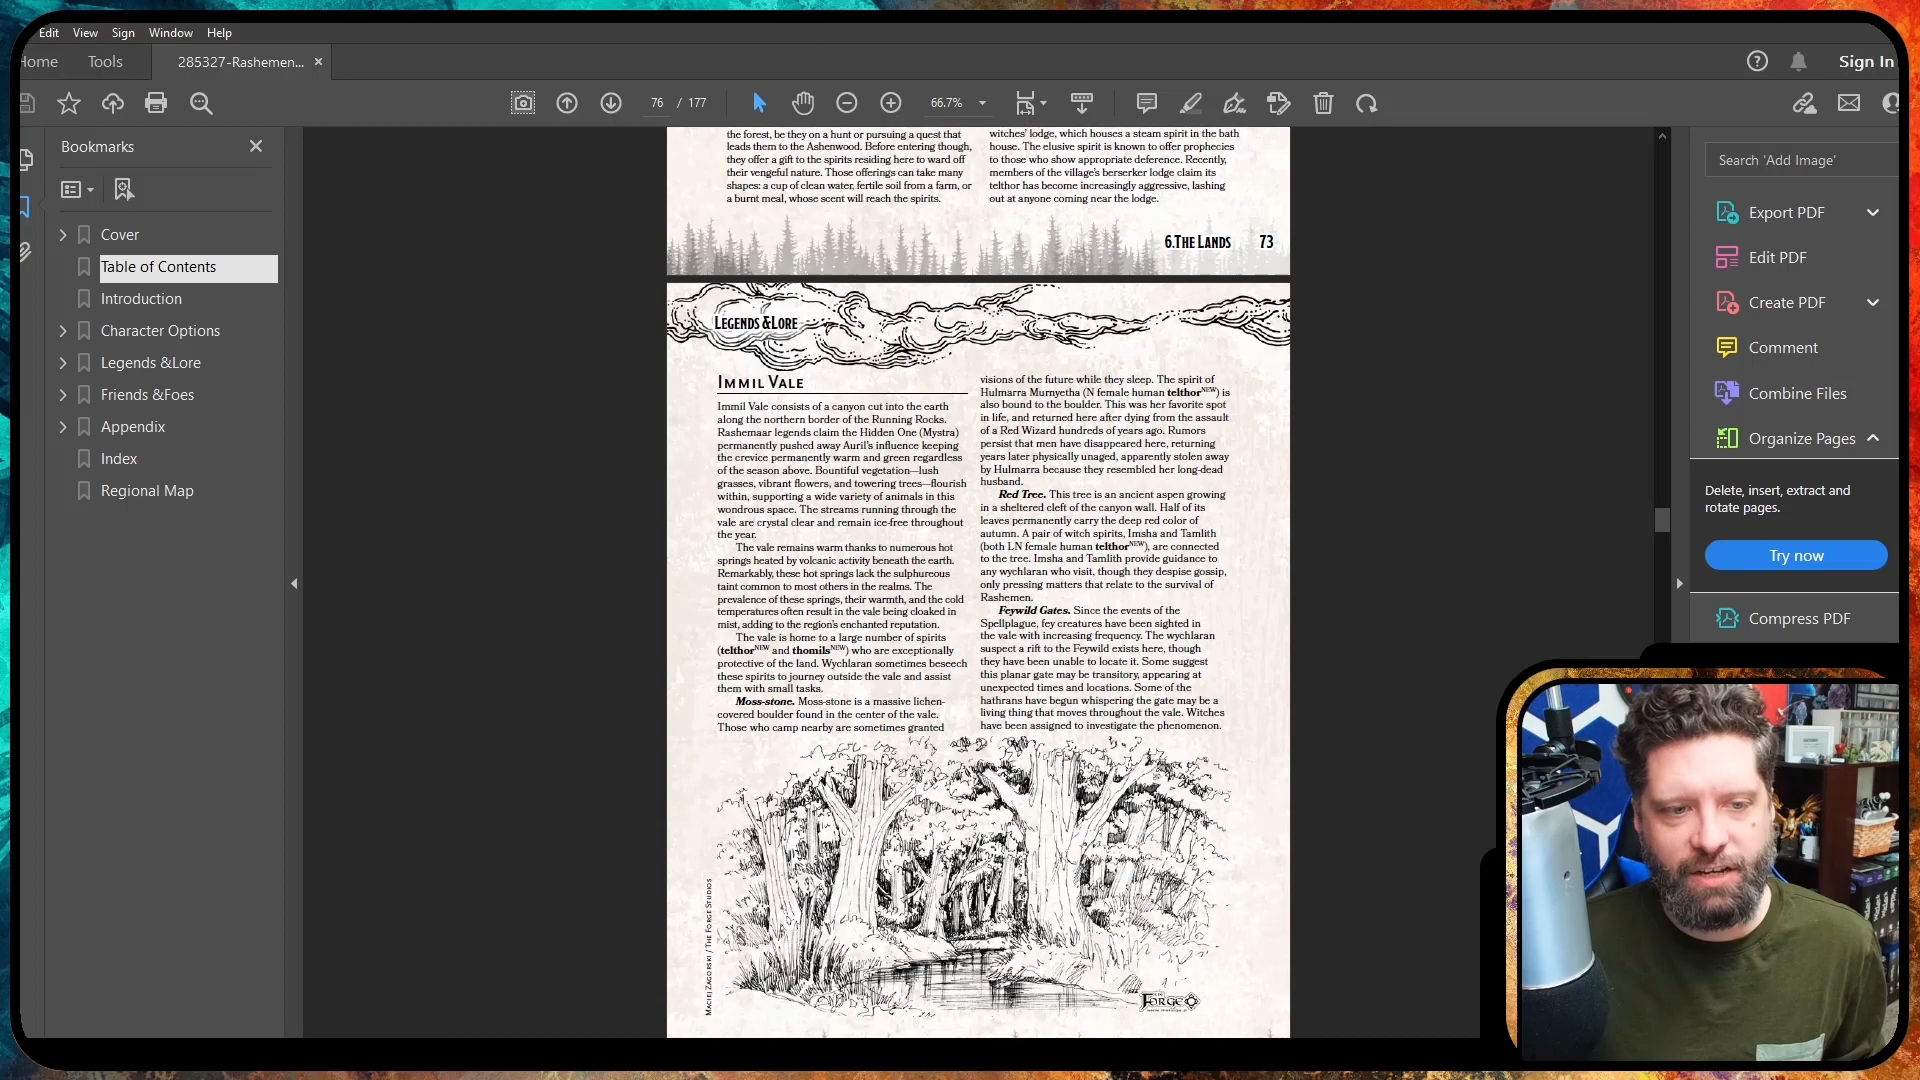 Edit View Sign Window Help
Home Tools 285327-Rashemen... × Sign In
76 / 177 66.7%
Bookmarks
Cover
Table of Contents
Introduction
Character Options
Legends &Lore
Friends &Foes
Appendix
Index
Regional Map
the forest, be they on a hunt or pursuing a quest that
leads them to the Ashenwood. Before entering though,
they offer a gift to the spirits residing here to ward off
their vengeful nature. Those offerings can take many
shapes: a cup of clean water, fertile soil from a farm, or
a burnt meal, whose scent will reach the spirits.
witches' lodge, which houses a steam spirit in the bath
house. The elusive spirit is known to offer prophecies
to those who show appropriate deference. Recently,
members of the village's berserker lodge claim its
telthor has become increasingly aggressive, lashing
out at anyone coming near the lodge.
6.The Lands 73
Legends &Lore
Immil Vale
Immil Vale consists of a canyon cut into the earth
along the northern border of the Running Rocks.
Rashemaar legends claim the Hidden One (Mystra)
permanently pushed away Auril's influence keeping
the crevice permanently warm and green regardless
of the season above. Bountiful vegetation—lush
grasses, vibrant flowers, and towering trees—flourish
within, supporting a wide variety of animals in this
wondrous space. The streams running through the
vale are crystal clear and remain ice-free throughout
the year.
The vale remains warm thanks to numerous hot
springs heated by volcanic activity beneath the earth.
Remarkably, these hot springs lack the sulphureous
taint common to most others in the realms. The
prevalence of these springs, their warmth, and the cold
temperatures often result in the vale being cloaked in
mist, adding to the region's enchanted reputation.
The vale is home to a large number of spirits
(telthorNEW and thomilsNEW) who are exceptionally
protective of the land. Wychlaran sometimes beseech
these spirits to journey outside the vale and assist
them with small tasks.
Moss-stone. Moss-stone is a massive lichen-
covered boulder found in the center of the vale.
Those who camp nearby are sometimes granted
visions of the future while they sleep. The spirit of
Hulmarra Murnyetha (N female human telthorNEW) is
also bound to the boulder. This was her favorite spot
in life, and returned here after dying from the assault
of a Red Wizard hundreds of years ago. Rumors
persist that men have disappeared here, returning
years later physically unaged, apparently stolen away
by Hulmarra because they resembled her long-dead
husband.
Red Tree. This tree is an ancient aspen growing
in a sheltered cleft of the canyon wall. Half of its
leaves permanently carry the deep red color of
autumn. A pair of witch spirits, Imsha and Tamlith
(both LN female human telthorNEW), are connected
to the tree. Imsha and Tamlith provide guidance to
any wychlaran who visit, though they despise gossip,
only pressing matters that relate to the survival of
Rashemen.
Feywild Gates. Since the events of the
Spellplague, fey creatures have been sighted in
the vale with increasing frequency. The wychlaran
suspect a rift to the Feywild exists here, though
they have been unable to locate it. Some suggest
this planar gate may be transitory, appearing at
unexpected times and locations. Some of the
hathrans have begun whispering the gate may be a
living thing that moves throughout the vale. Witches
have been assigned to investigate the phenomenon.
Maciej Zagorski / The Forge Studios
Forge
Search 'Add Image'
Export PDF
Edit PDF
Create PDF
Comment
Combine Files
Organize Pages
Delete, insert, extract and
rotate pages.
Try now
Compress PDF